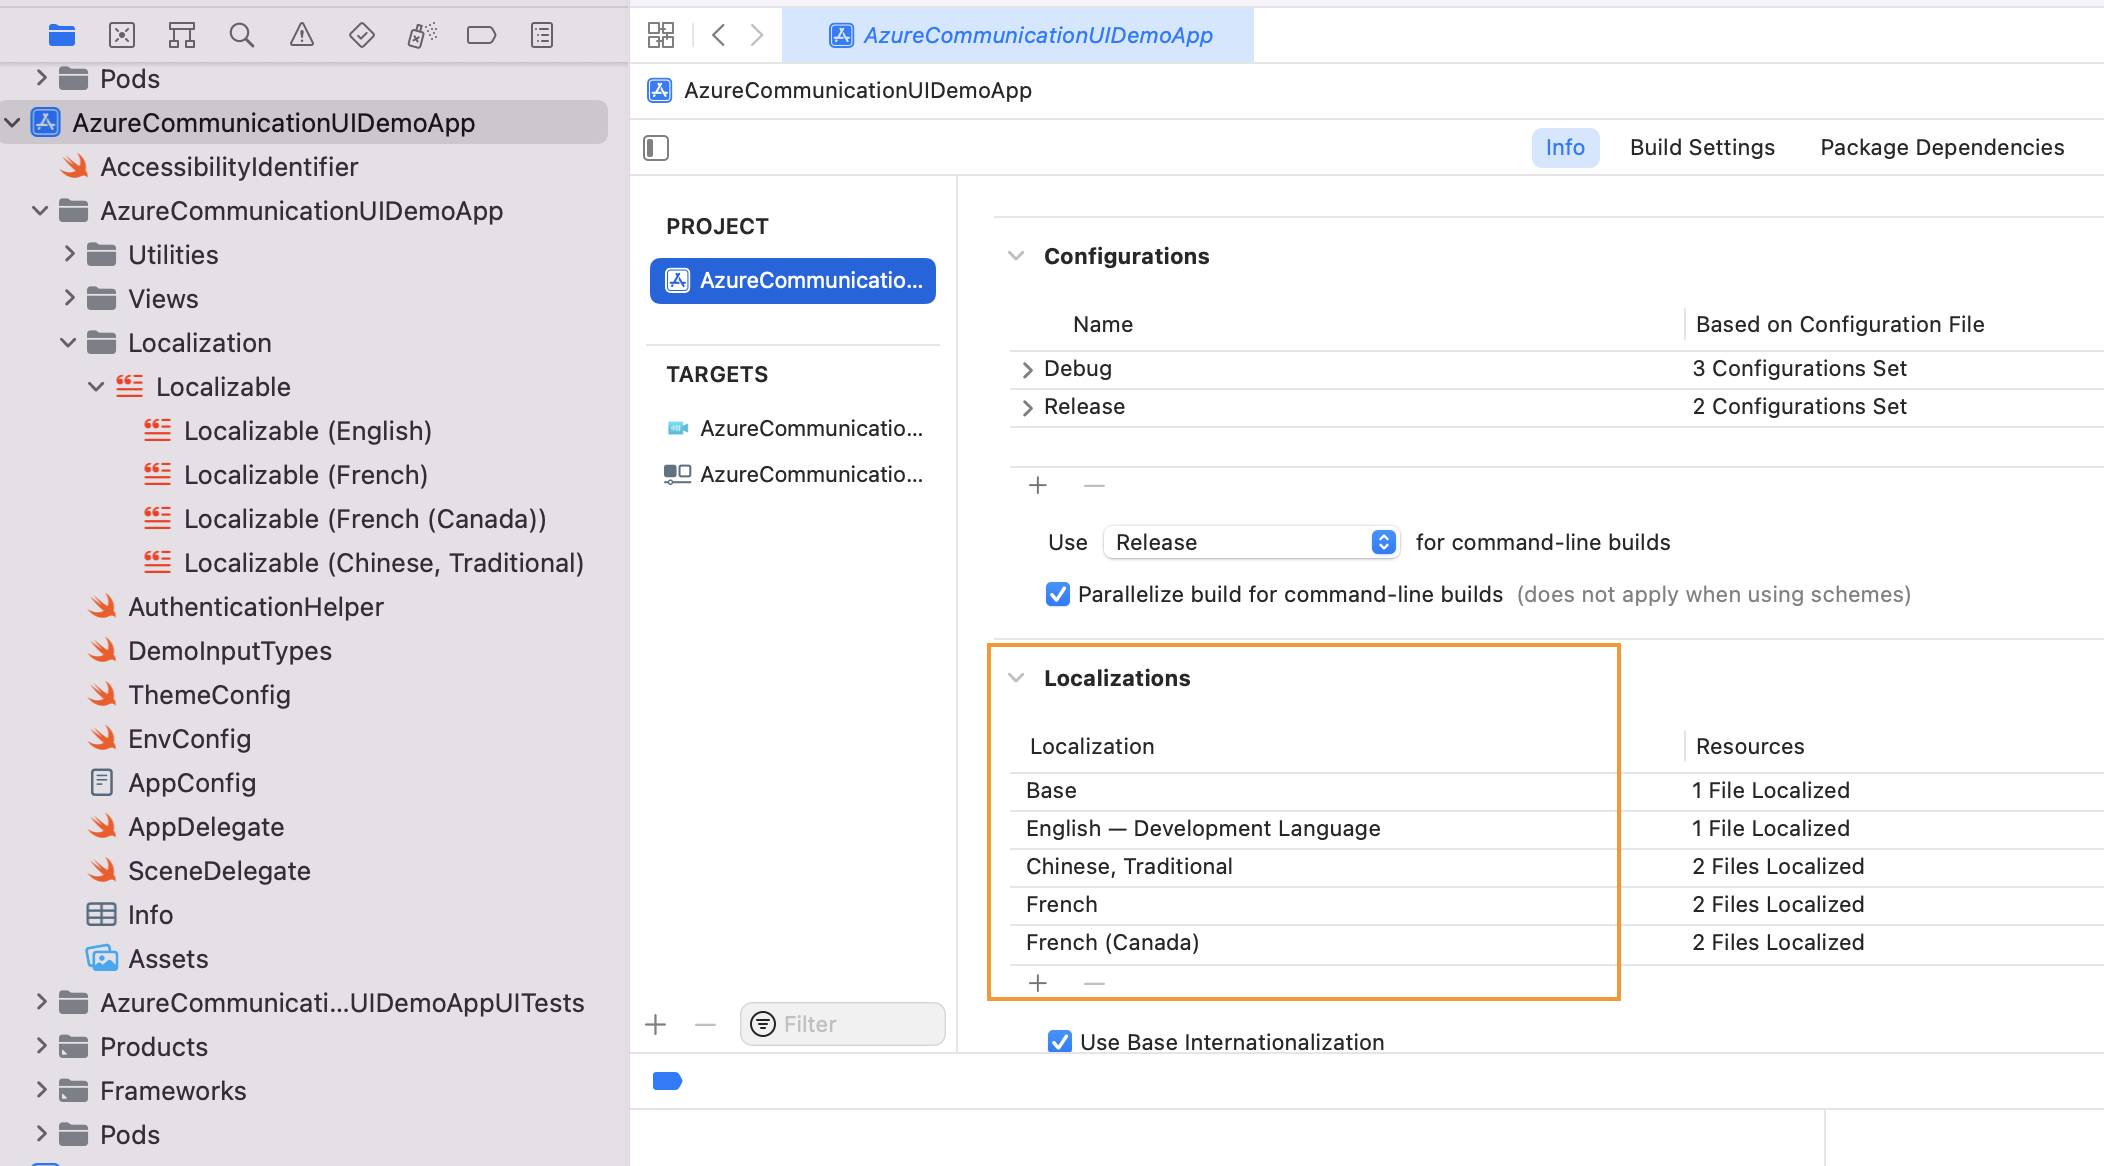 Pods
AzureCommunicationUIDemoApp
AccessibilityIdentifier
AzureCommunicationUIDemoApp
Utilities
Views
Localization
Localizable
Localizable (English)
Localizable (French)
Localizable (French (Canada))
Localizable (Chinese, Traditional)
AuthenticationHelper
DemoInputTypes
ThemeConfig
EnvConfig
AppConfig
AppDelegate
SceneDelegate
Info
Assets
AzureCommunicati...UIDemoAppUITests
Products
Frameworks
Pods
AzureCommunicationUIDemoApp
AzureCommunicationUIDemoApp
Info Build Settings Package Dependencies
PROJECT
AzureCommunicatio...
TARGETS
AzureCommunicatio...
AzureCommunicatio...
Filter
Configurations
Name Based on Configuration File
Debug 3 Configurations Set
Release 2 Configurations Set
Use Release for command-line builds
Parallelize build for command-line builds (does not apply when using schemes)
Localizations
Localization Resources
Base 1 File Localized
English — Development Language 1 File Localized
Chinese, Traditional 2 Files Localized
French 2 Files Localized
French (Canada) 2 Files Localized
Use Base Internationalization